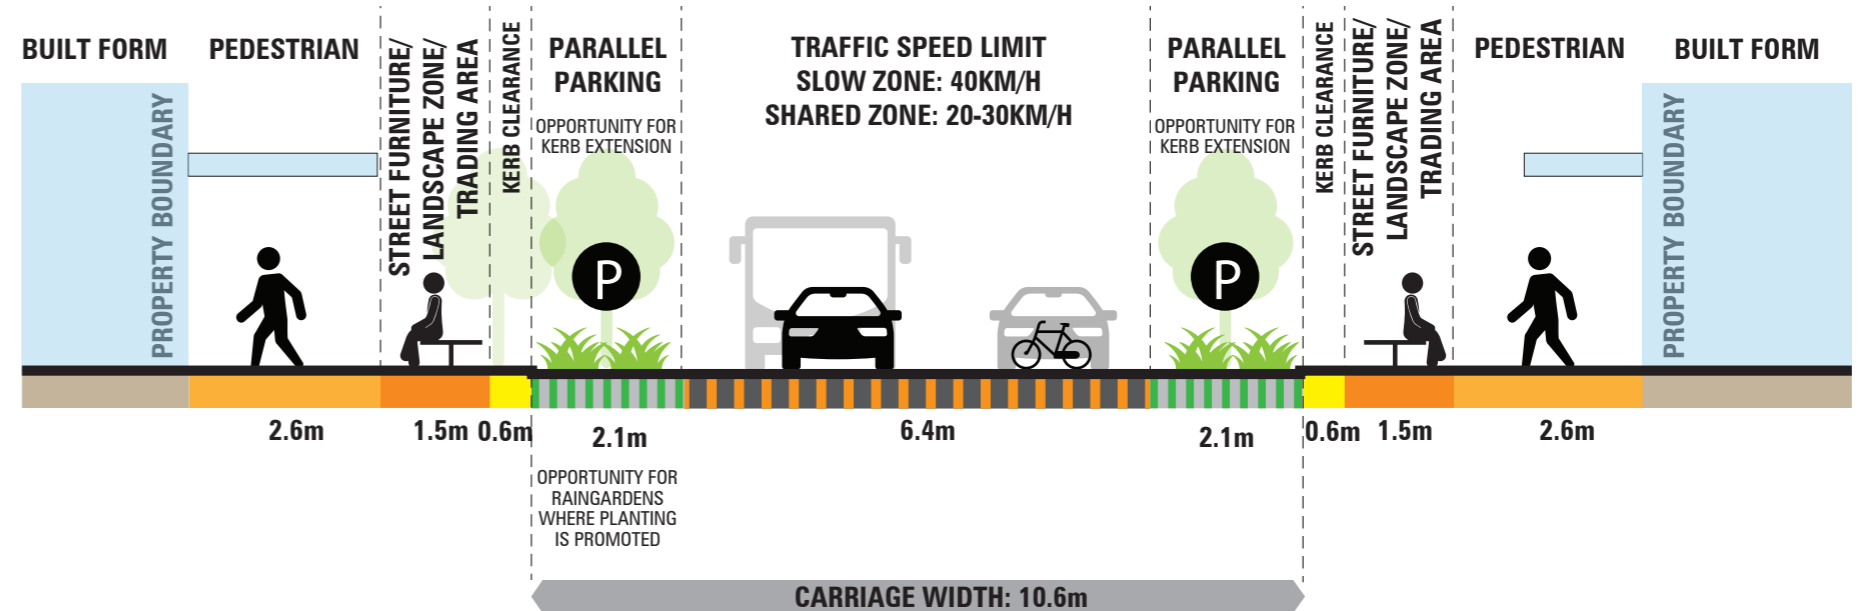 BUILT FORM
PEDESTRIAN
STREET FURNITURE/
LANDSCAPE ZONE/
TRADING AREA
KERB CLEARANCE
PARALLEL
PARKING
OPPORTUNITY FOR
KERB EXTENSION
TRAFFIC SPEED LIMIT
SLOW ZONE: 40KM/H
SHARED ZONE: 20-30KM/H
PARALLEL
PARKING
OPPORTUNITY FOR
KERB EXTENSION
KERB CLEARANCE
STREET FURNITURE/
LANDSCAPE ZONE/
TRADING AREA
PEDESTRIAN
BUILT FORM
PROPERTY BOUNDARY
P
P
PROPERTY BOUNDARY
2.6m
1.5m
0.6m
2.1m
6.4m
2.1m
0.6m
1.5m
2.6m
OPPORTUNITY FOR
RAINGARDENS
WHERE PLANTING
IS PROMOTED
CARRIAGE WIDTH: 10.6m